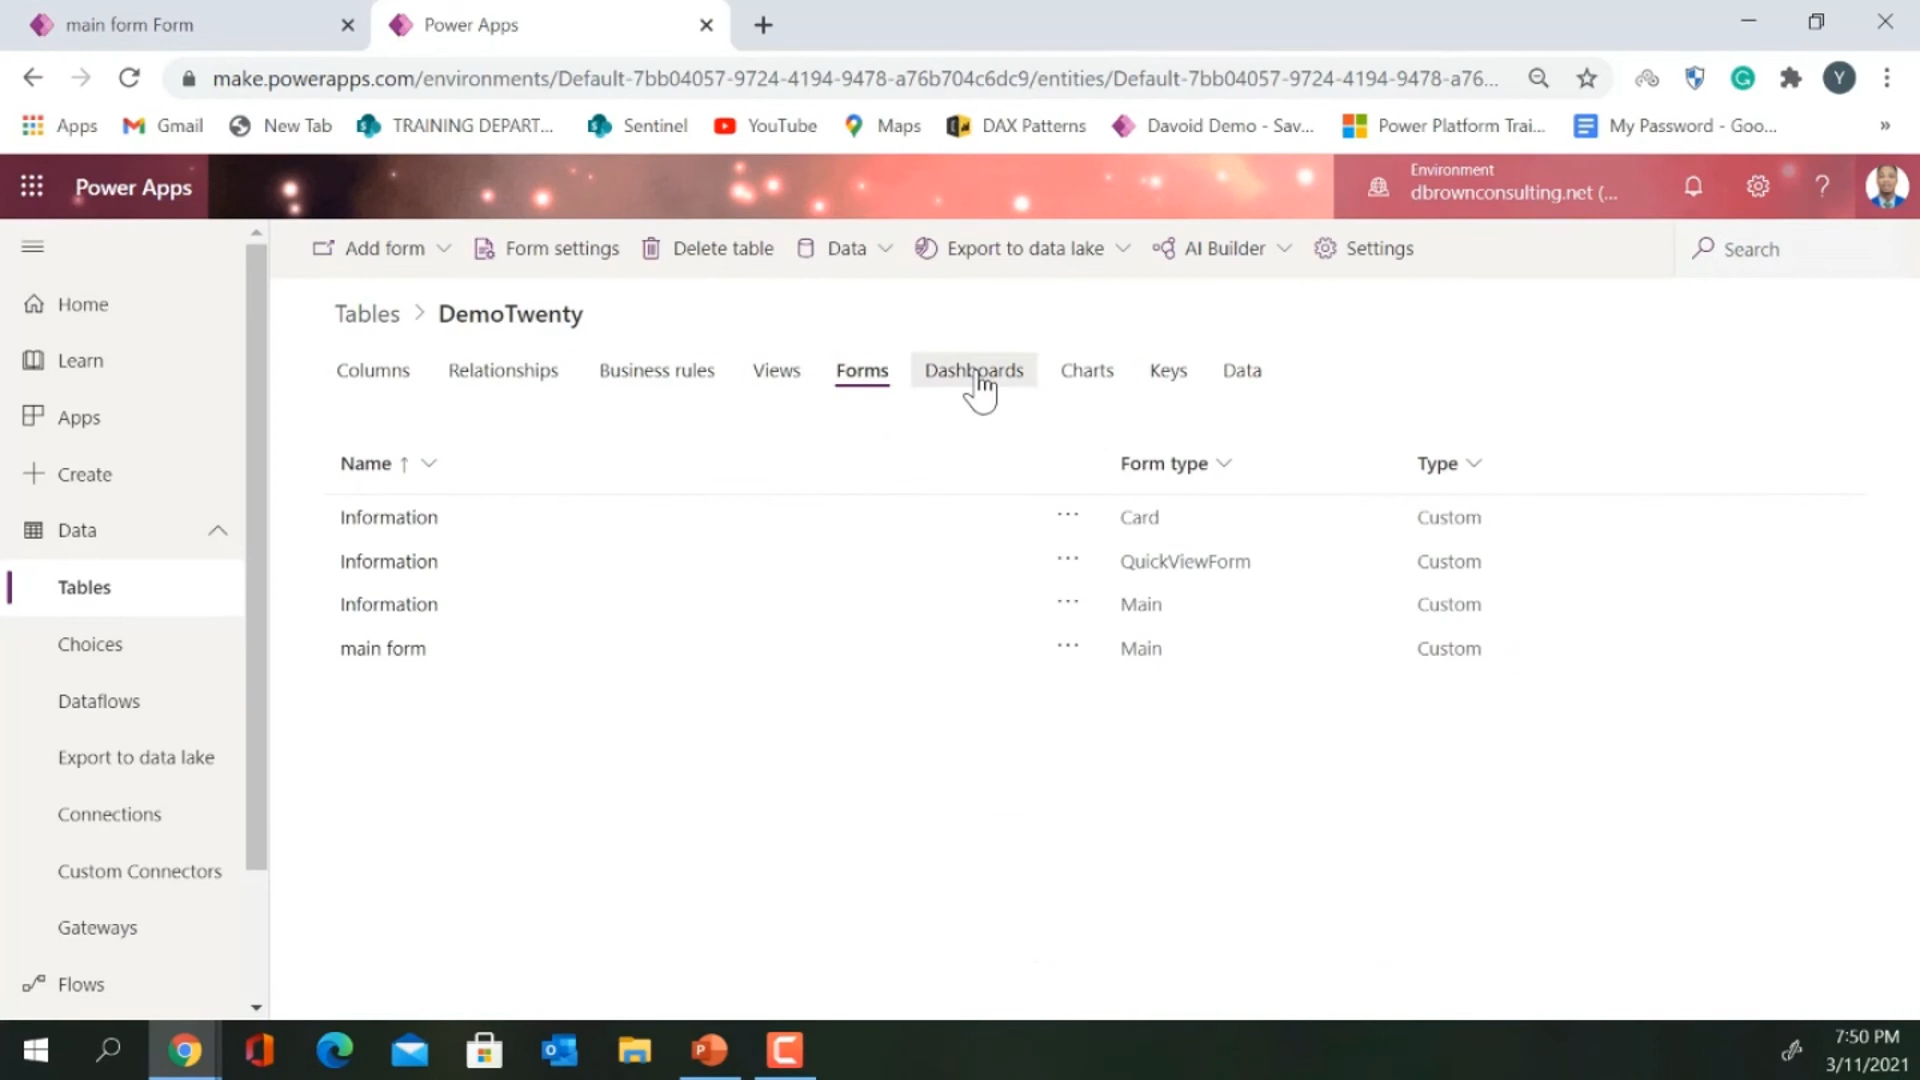 main form Form
Power Apps
make.powerapps.com/environments/Default-7bb04057-9724-4194-9478-a76b704c6dc9/entities/Default-7bb04057-9724-4194-9478-a76...
Y
Apps
Gmail
New Tab
TRAINING DEPART...
Sentinel
YouTube
Maps
DAX Patterns
Davoid Demo - Sav...
Power Platform Trai...
My Password - Goo...
»
Power Apps
Environment
dbrownconsulting.net (...
?
Add form
Form settings
Delete table
Data
Export to data lake
AI Builder
Settings
Search
Home
Learn
Apps
Create
Data
Tables
Choices
Dataflows
Export to data lake
Connections
Custom Connectors
Gateways
Flows
Tables > DemoTwenty
Columns Relationships Business rules Views Forms Dashboards Charts Keys Data
Name ↑ Form type Type
Information ... Card Custom
Information ... QuickViewForm Custom
Information ... Main Custom
main form ... Main Custom
7:50 PM
3/11/2021